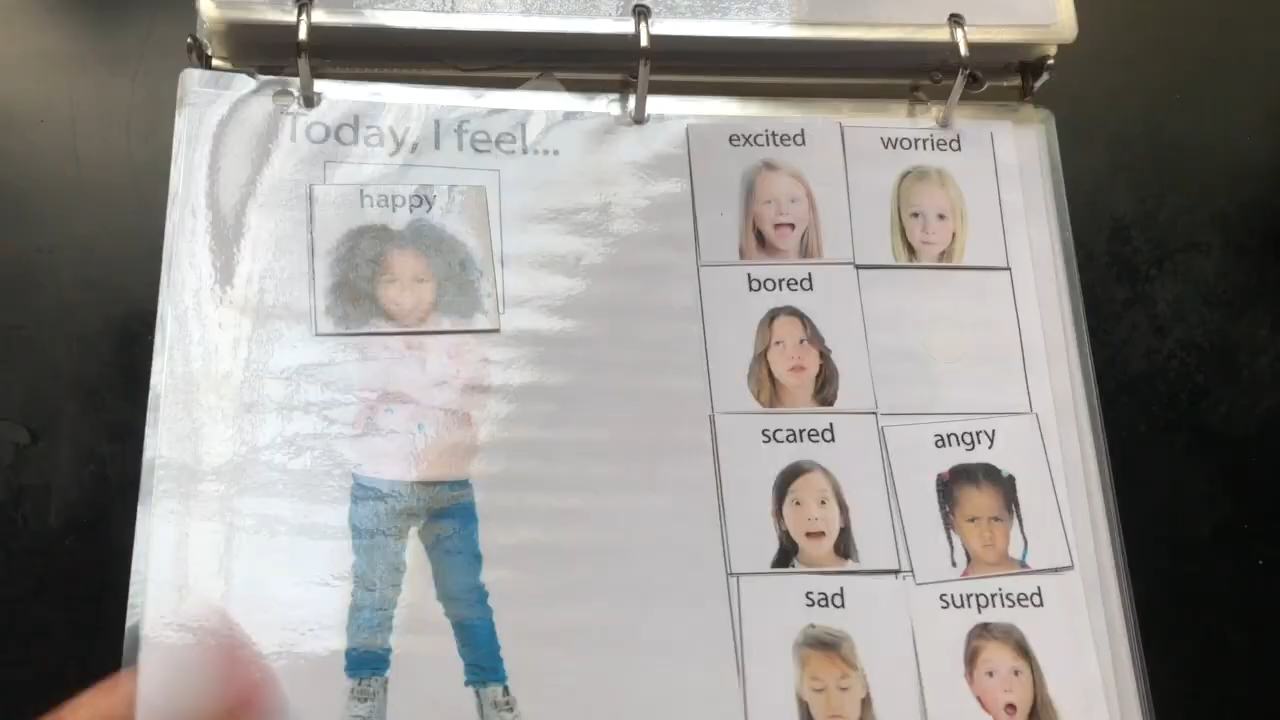 Today, I feel...
happy
excited
worried
bored
scared
angry
sad
surprised